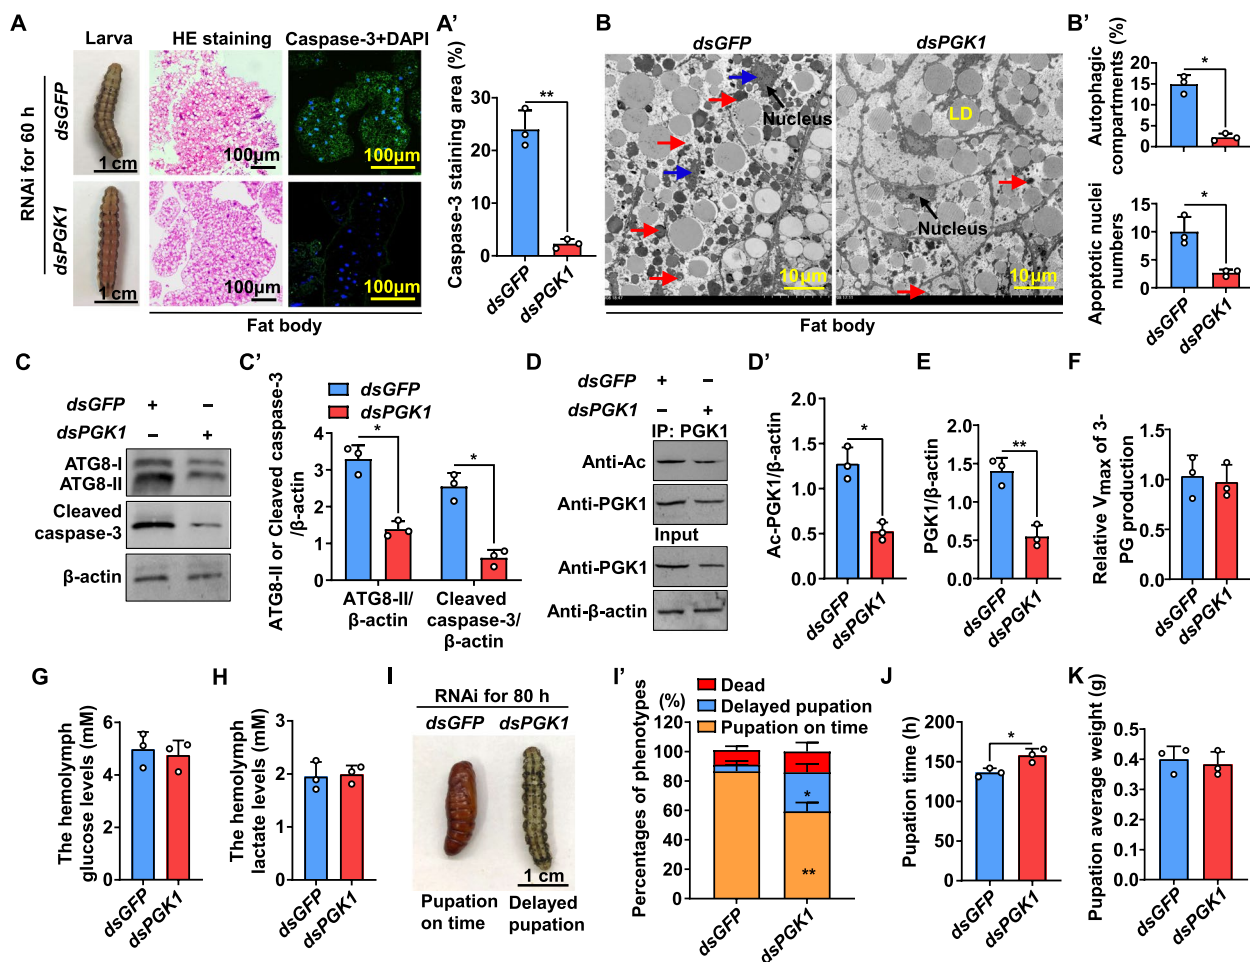 A
Larva
HE staining
Caspase-3+DAPI
RNAi for 60 h
dsGFP
dsPGK1
1 cm
100μm
100μm
1 cm
100μm
100μm
Fat body
A'
Caspase-3 staining area (%)
30
20
10
0
**
dsGFP
dsPGK1
B
dsGFP
dsPGK1
Nucleus
LD
Nucleus
10μm
10μm
Fat body
B'
Autophagic
compartments (%)
20
15
10
5
0
*
Apoptotic nuclei
numbers
15
10
5
0
*
dsGFP
dsPGK1
C
dsGFP + −
dsPGK1 − +
ATG8-I
ATG8-II
Cleaved
caspase-3
β-actin
C'
dsGFP
dsPGK1
ATG8-II or Cleaved caspase-3
/β-actin
4
3
2
1
0
*
*
ATG8-II/
β-actin
Cleaved
caspase-3/
β-actin
D
dsGFP + −
dsPGK1 − +
IP: PGK1
Anti-Ac
Anti-PGK1
Input
Anti-PGK1
Anti-β-actin
D'
Ac-PGK1/β-actin
2.0
1.5
1.0
0.5
0.0
*
dsGFP
dsPGK1
E
PGK1/β-actin
2.0
1.5
1.0
0.5
0.0
**
dsGFP
dsPGK1
F
Relative Vmax of 3-
PG production
1.5
1.0
0.5
0.0
dsGFP
dsPGK1
G
The hemolymph
glucose levels (mM)
6
4
2
0
dsGFP
dsPGK1
H
The hemolymph
lactate levels (mM)
3
2
1
0
dsGFP
dsPGK1
I
RNAi for 80 h
dsGFP
dsPGK1
1 cm
Pupation
on time
Delayed
pupation
I'
Dead
Delayed pupation
Pupation on time
(%)
Percentages of phenotypes
120
100
80
60
40
20
0
*
**
dsGFP
dsPGK1
J
Pupation time (h)
200
150
100
50
0
*
dsGFP
dsPGK1
K
Pupation average weight (g)
0.5
0.4
0.3
0.2
0.1
0.0
dsGFP
dsPGK1